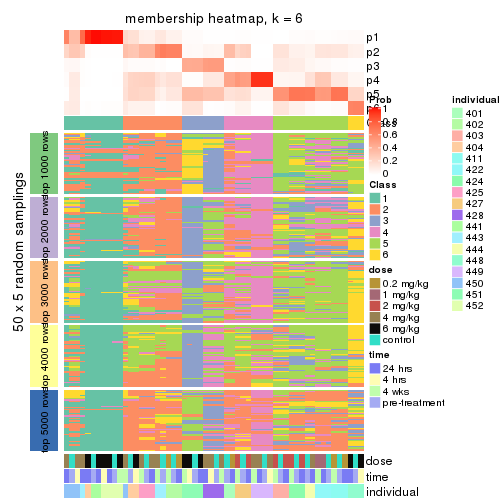 membership heatmap, k = 6
p1
p2
p3
p4
p5
50 x 5 random samplings
top 1000 rows
top 2000 rows
top 3000 rows
top 4000 rows
top 5000 rows
dose
time
individual
Prob
1
0.8
0.6
0.4
0.2
0
Class
1
2
3
4
5
6
dose
0.2 mg/kg
1 mg/kg
2 mg/kg
4 mg/kg
6 mg/kg
control
time
24 hrs
4 hrs
4 wks
pre-treatment
individual
401
402
403
404
411
422
424
425
427
428
441
443
444
448
449
450
451
452